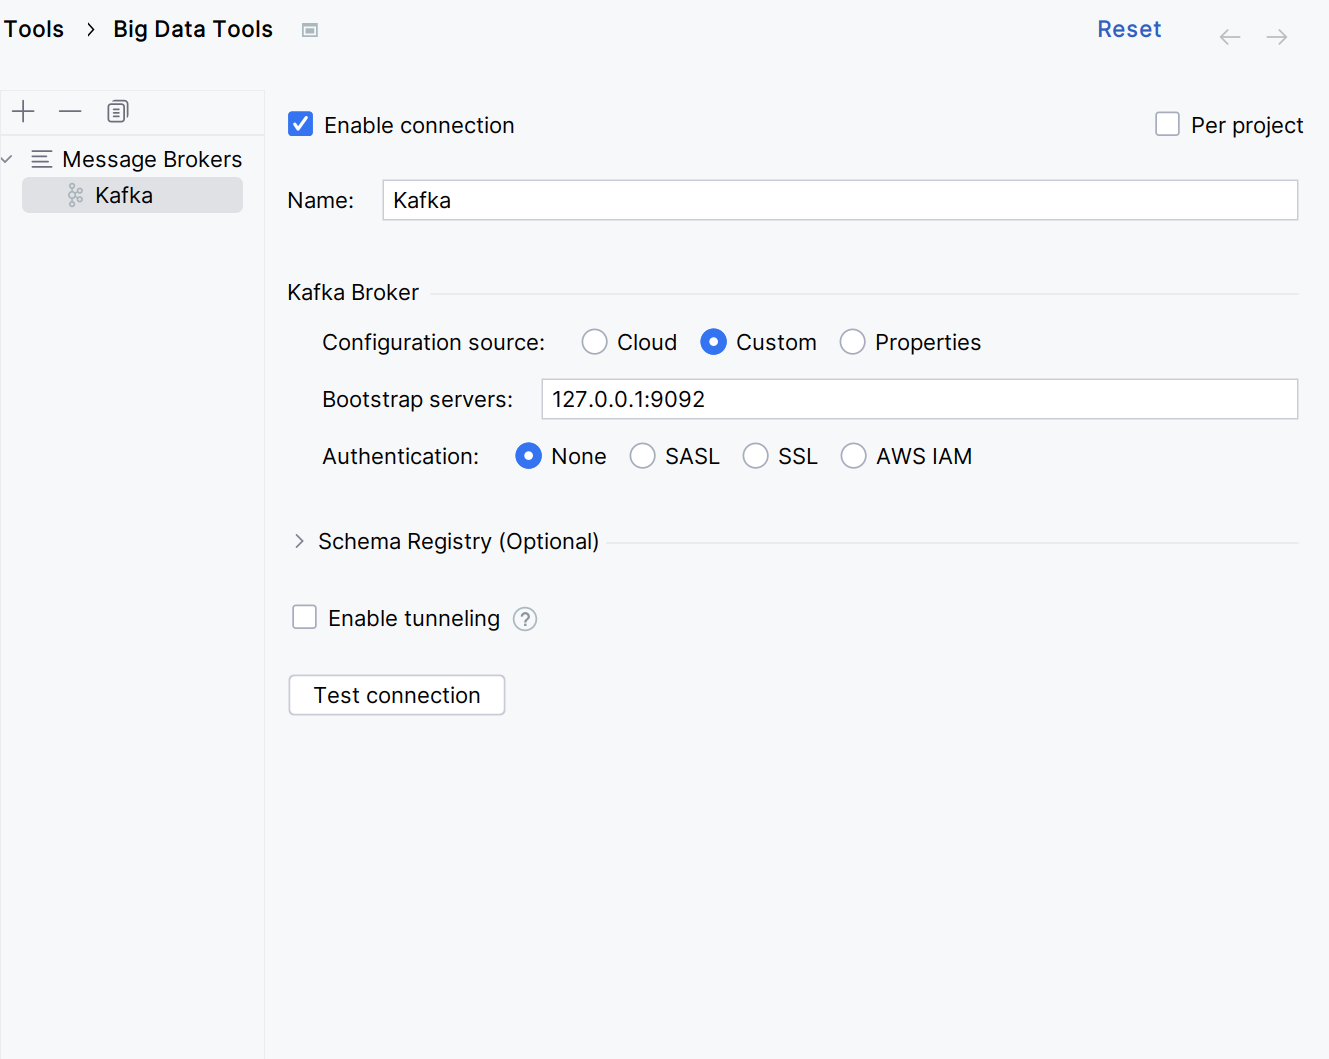 Tools > Big Data Tools
Reset
Enable connection
Per project
Message Brokers
Kafka
Name: Kafka
Kafka Broker
Configuration source: Cloud Custom Properties
Bootstrap servers: 127.0.0.1:9092
Authentication: None SASL SSL AWS IAM
Schema Registry (Optional)
Enable tunneling ?
Test connection